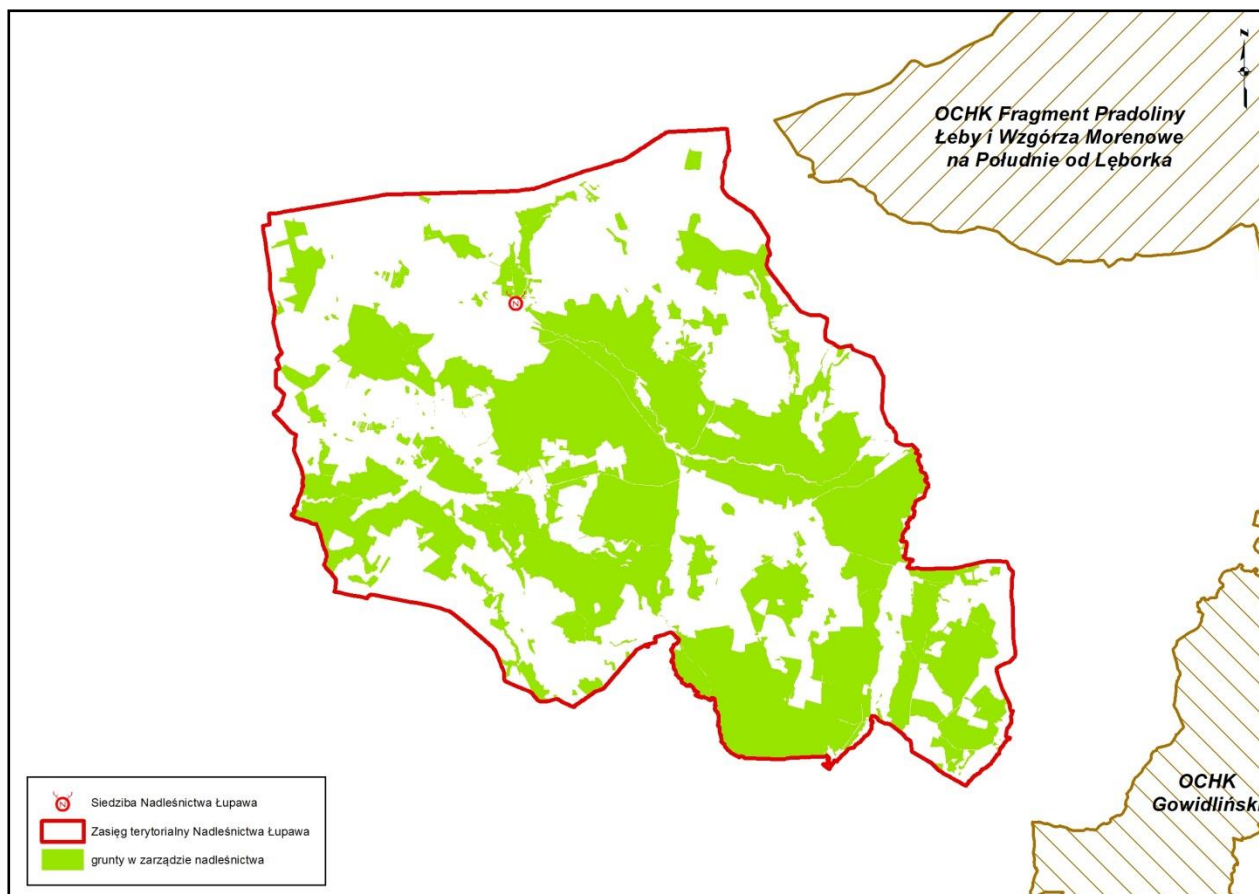 N
OCHK Fragment Pradoliny
Łeby i Wzgórza Morenowe
na Południe od Lęborka
N
OCHK
Gowidliński
N
Siedziba Nadleśnictwa Łupawa
Zasięg terytorialny Nadleśnictwa Łupawa
grunty w zarządzie nadleśnictwa